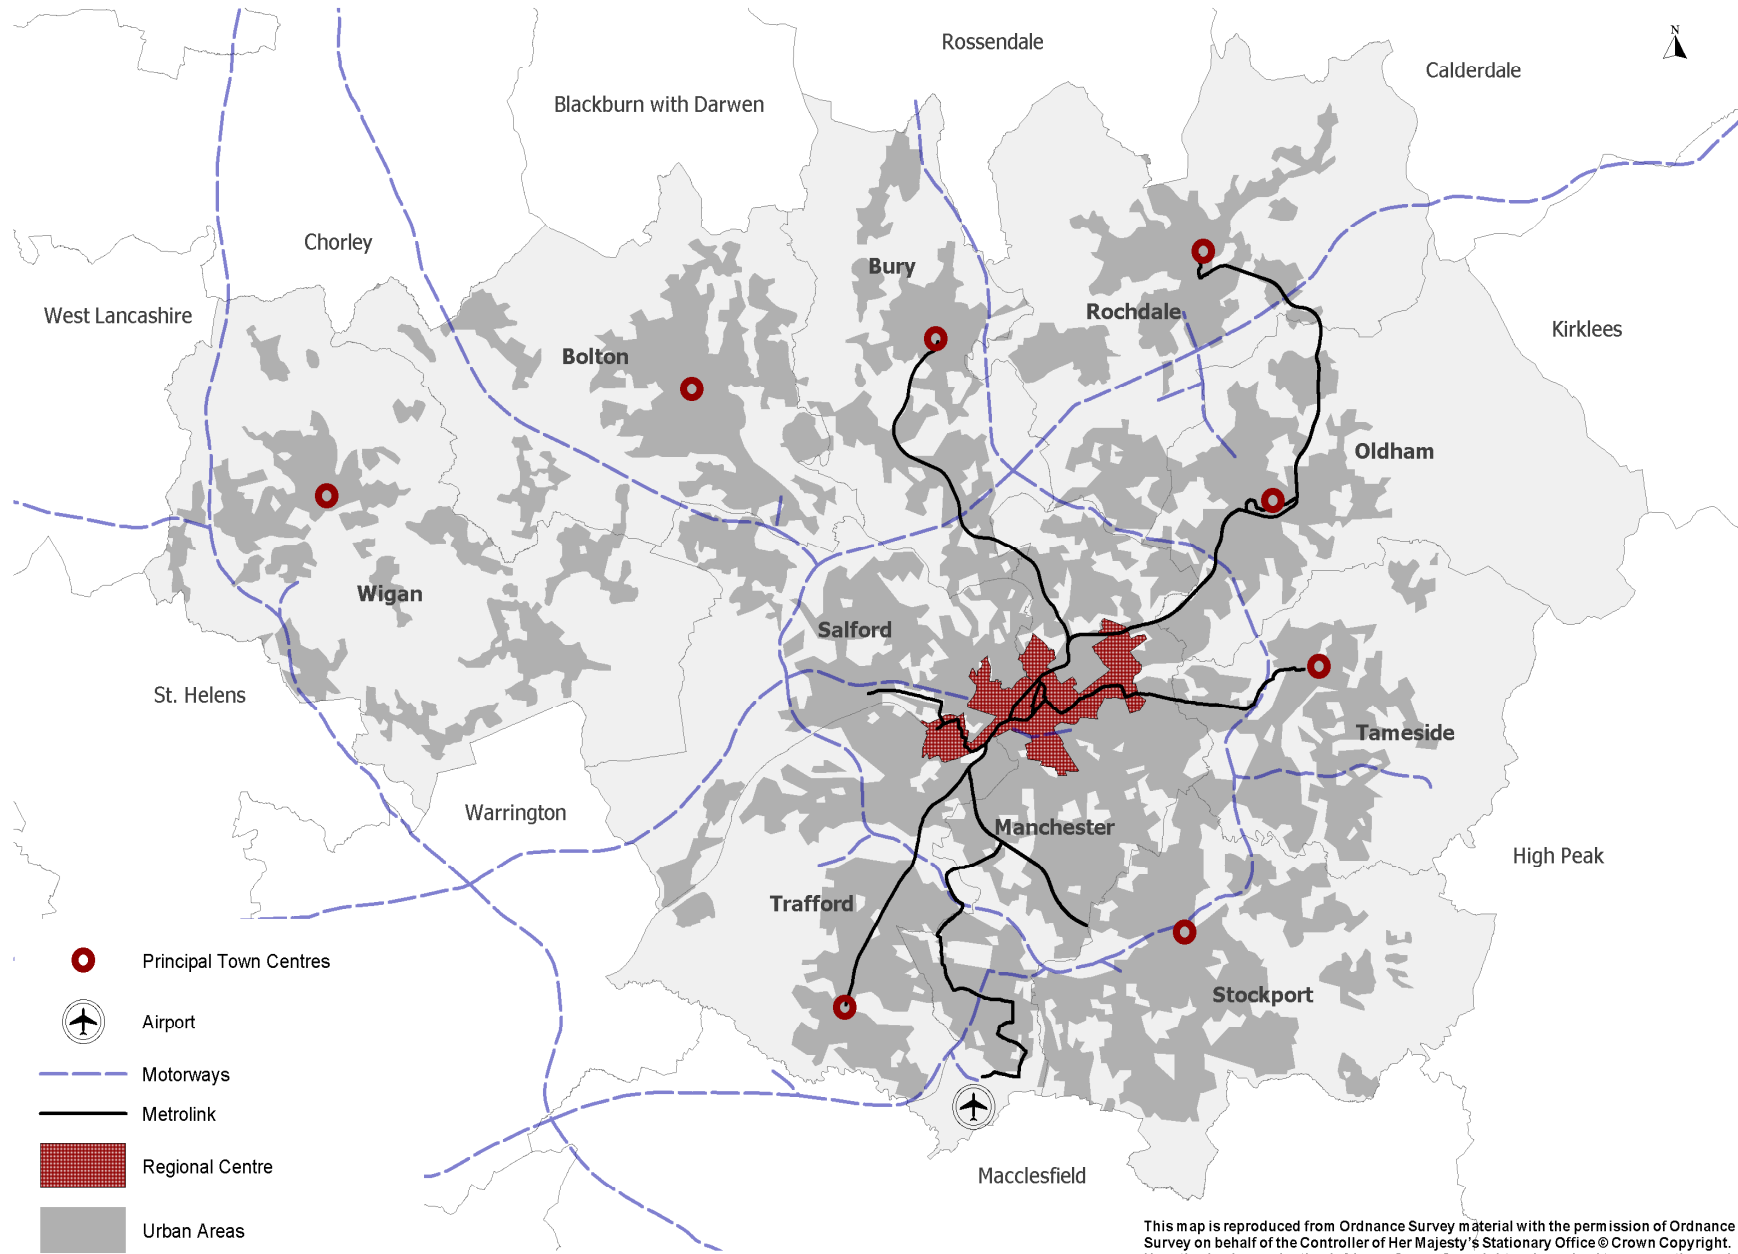 Rossendale
N
Calderdale
Blackburn with Darwen
Chorley
Bury
West Lancashire
Rochdale
Kirklees
Bolton
Oldham
Wigan
Salford
St. Helens
Tameside
Warrington
Manchester
High Peak
Trafford
Principal Town Centres
Stockport
Airport
Motorways
Metrolink
Regional Centre
Macclesfield
Urban Areas
This map is reproduced from Ordnance Survey material with the permission of Ordnance
Survey on behalf of the Controller of Her Majesty's Stationary Office © Crown Copyright.